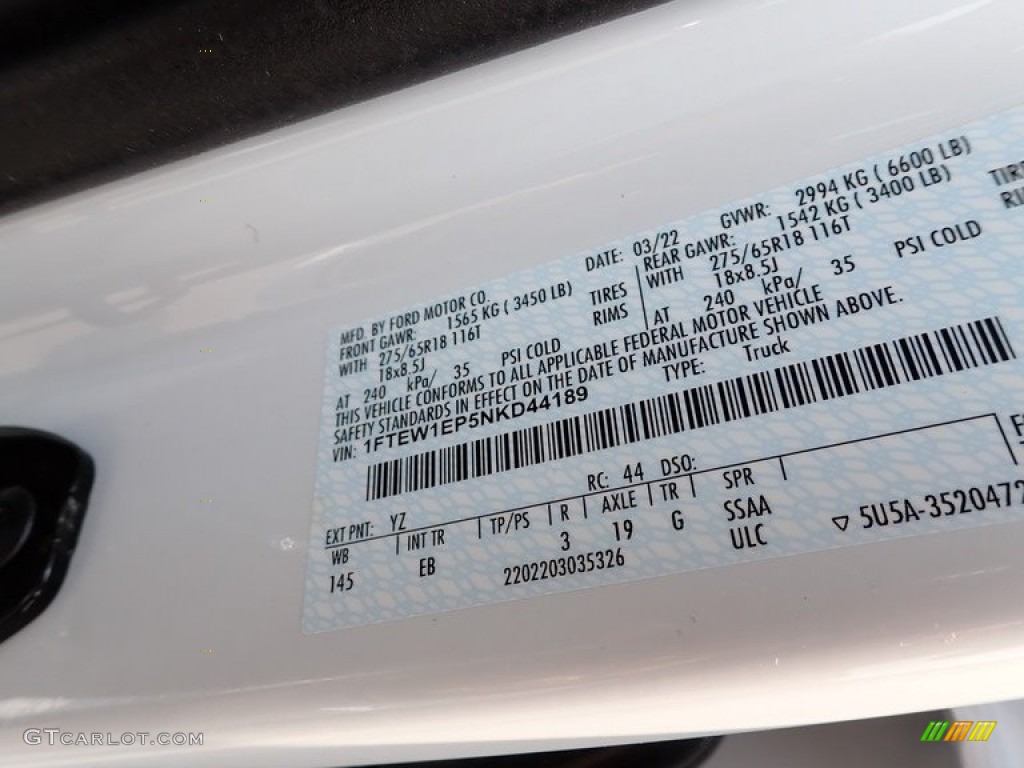 MFD. BY FORD MOTOR CO.
DATE: 03/22
GVWR: 2994 KG ( 6600 LB)
FRONT GAWR: 1565 KG ( 3450 LB)
REAR GAWR: 1542 KG ( 3400 LB)
WITH 275/65R18 116T TIRES
WITH 275/65R18 116T
18x8.5J RIMS
18x8.5J
AT 240 kPa/ 35 PSI COLD
AT 240 kPa/ 35 PSI COLD
THIS VEHICLE CONFORMS TO ALL APPLICABLE FEDERAL MOTOR VEHICLE
SAFETY STANDARDS IN EFFECT ON THE DATE OF MANUFACTURE SHOWN ABOVE.
VIN: 1FTEW1EP5NKD44189
TYPE: Truck
EXT PNT: YZ RC: 44 DSO:
WB INT TR TP/PS R AXLE TR SPR
145 EB 3 19 G SSAA
2202203035326 ULC
5U5A-3520472
GTCARLOT.COM